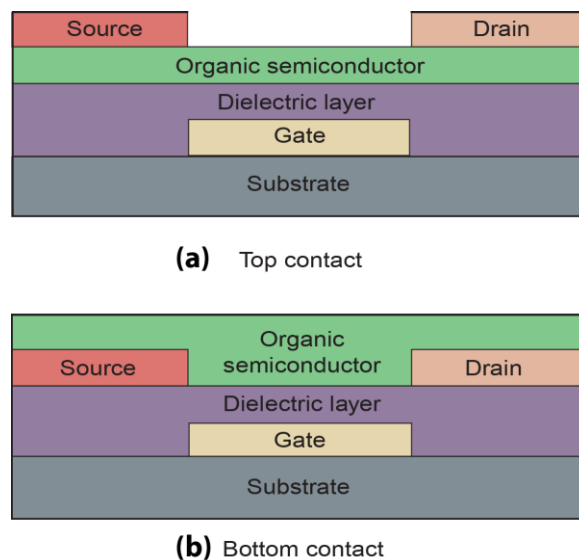 Source Drain
Organic semiconductor
Dielectric layer
Gate
Substrate
(a) Top contact
Organic
semiconductor
Source Drain
Dielectric layer
Gate
Substrate
(b) Bottom contact